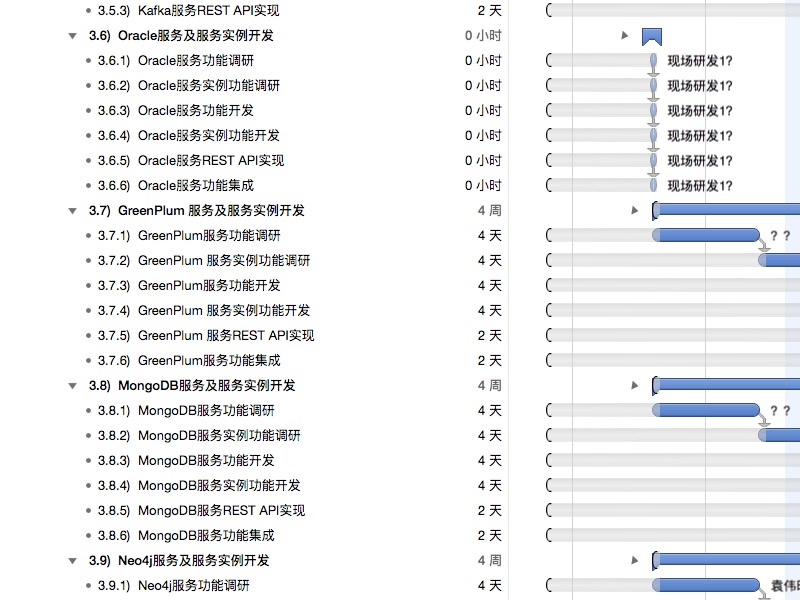 3.5.3) Kafka服务REST API实现 2 天
3.6) Oracle服务及服务实例开发 0 小时
3.6.1) Oracle服务功能调研 0 小时 现场研发1?
3.6.2) Oracle服务实例功能调研 0 小时 现场研发1?
3.6.3) Oracle服务功能开发 0 小时 现场研发1?
3.6.4) Oracle服务实例功能开发 0 小时 现场研发1?
3.6.5) Oracle服务REST API实现 0 小时 现场研发1?
3.6.6) Oracle服务功能集成 0 小时 现场研发1?
3.7) GreenPlum 服务及服务实例开发 4 周
3.7.1) GreenPlum服务功能调研 4 天 ? ?
3.7.2) GreenPlum 服务实例功能调研 4 天
3.7.3) GreenPlum服务功能开发 4 天
3.7.4) GreenPlum 服务实例功能开发 4 天
3.7.5) GreenPlum 服务REST API实现 2 天
3.7.6) GreenPlum服务功能集成 2 天
3.8) MongoDB服务及服务实例开发 4 周
3.8.1) MongoDB服务功能调研 4 天 ? ?
3.8.2) MongoDB服务实例功能调研 4 天
3.8.3) MongoDB服务功能开发 4 天
3.8.4) MongoDB服务实例功能开发 4 天
3.8.5) MongoDB服务REST API实现 2 天
3.8.6) MongoDB服务功能集成 2 天
3.9) Neo4j服务及服务实例开发 4 周
3.9.1) Neo4j服务功能调研 4 天 袁伟